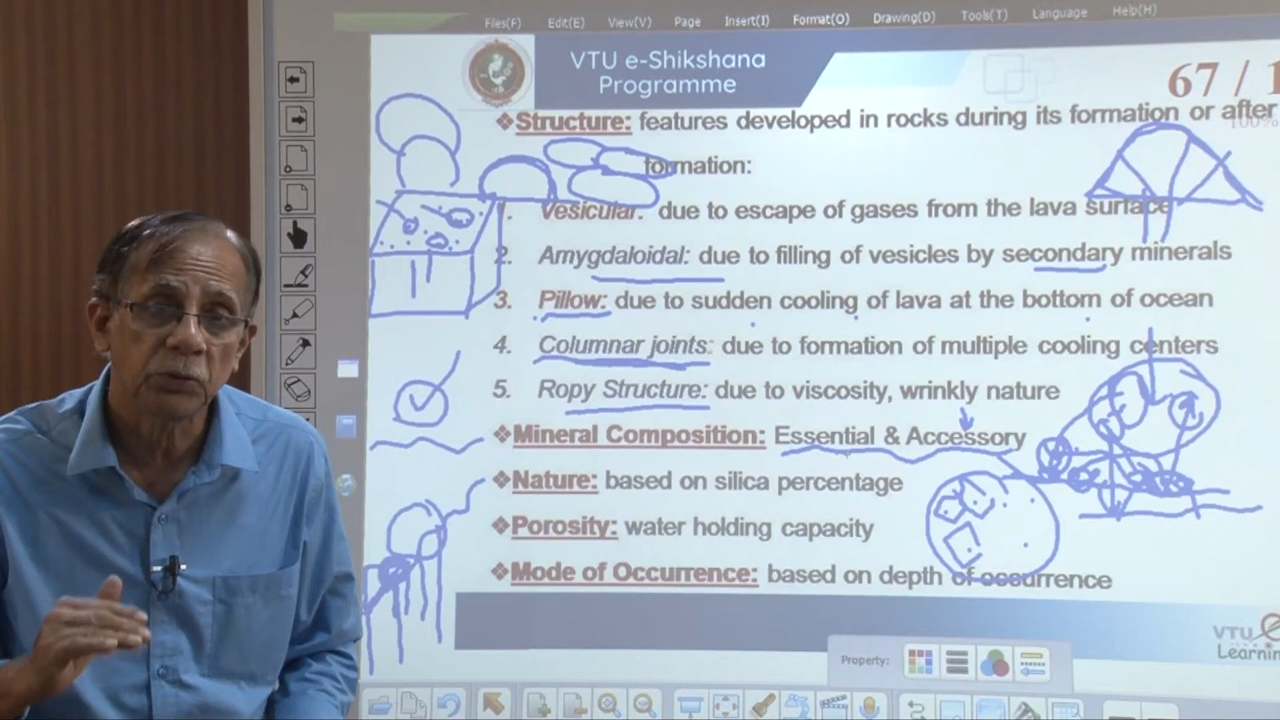 Files(F) Edit(E) View(V) Page Insert(I) Format(O) Drawing(D) Tools(T) Language Help(H)
VTU e-Shikshana
Programme
67 / 1
100%
❖Structure: features developed in rocks during its formation or after
formation:
1. Vesicular: due to escape of gases from the lava surface
2. Amygdaloidal: due to filling of vesicles by secondary minerals
3. Pillow: due to sudden cooling of lava at the bottom of ocean
4. Columnar joints: due to formation of multiple cooling centers
5. Ropy Structure: due to viscosity, wrinkly nature
❖Mineral Composition: Essential & Accessory
❖Nature: based on silica percentage
❖Porosity: water holding capacity
❖Mode of Occurrence: based on depth of occurrence
VTU
Learnin
Property: